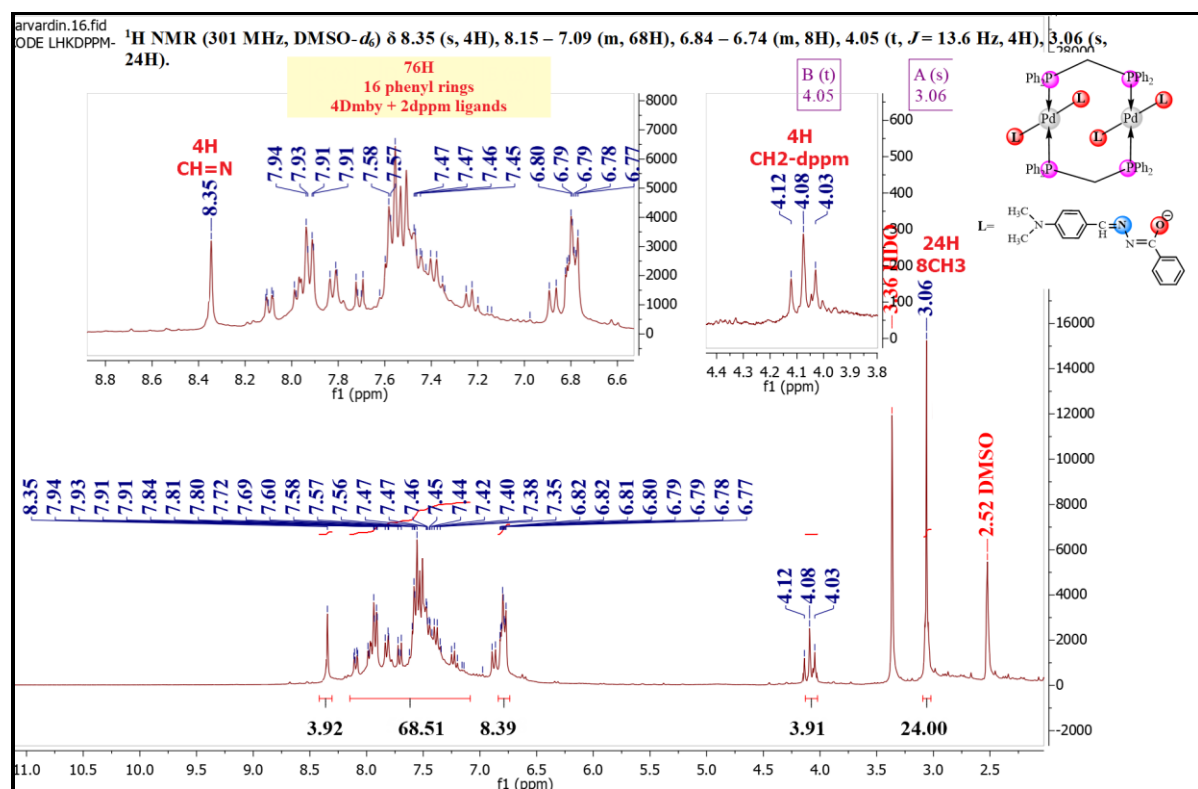 arvardin.16.fid
ODE LHKDPPM-
¹H NMR (301 MHz, DMSO-d₆) δ 8.35 (s, 4H), 8.15 – 7.09 (m, 68H), 6.84 – 6.74 (m, 8H), 4.05 (t, J = 13.6 Hz, 4H), 3.06 (s,
24H).
76H
16 phenyl rings
4Dmby + 2dppm ligands
4H
CH=N
8.35
7.94
7.93
7.91
7.91
7.58
7.57
7.47
7.47
7.46
7.45
6.80
6.79
6.79
6.78
6.77
8000
7000
6000
5000
4000
3000
2000
1000
0
8.8 8.6 8.4 8.2 8.0 7.8 7.6 7.4 7.2 7.0 6.8 6.6
f1 (ppm)
B (t)
4.05
A (s)
3.06
4H
CH2-dppm
4.12
4.08
4.03
600
500
400
300
200
100
0
4.4 4.3 4.2 4.1 4.0 3.9 3.8
f1 (ppm)
3.36 HDO
24H
8CH3
3.06
2.52 DMSO
Ph₂P PPh₂
L L
Pd Pd
L L
Ph₂P PPh₂
L=
H₃C
N
H₃C
C=N
H
N=C
O⊖
8.35
7.94
7.93
7.91
7.91
7.84
7.81
7.80
7.72
7.69
7.60
7.58
7.57
7.56
7.47
7.47
7.46
7.45
7.44
7.42
7.40
7.38
7.35
6.82
6.82
6.81
6.80
6.79
6.79
6.78
6.77
4.12
4.08
4.03
28000
16000
14000
12000
10000
8000
6000
4000
2000
0
-2000
3.92
68.51
8.39
3.91
24.00
11.0 10.5 10.0 9.5 9.0 8.5 8.0 7.5 7.0 6.5 6.0 5.5 5.0 4.5 4.0 3.5 3.0 2.5
f1 (ppm)